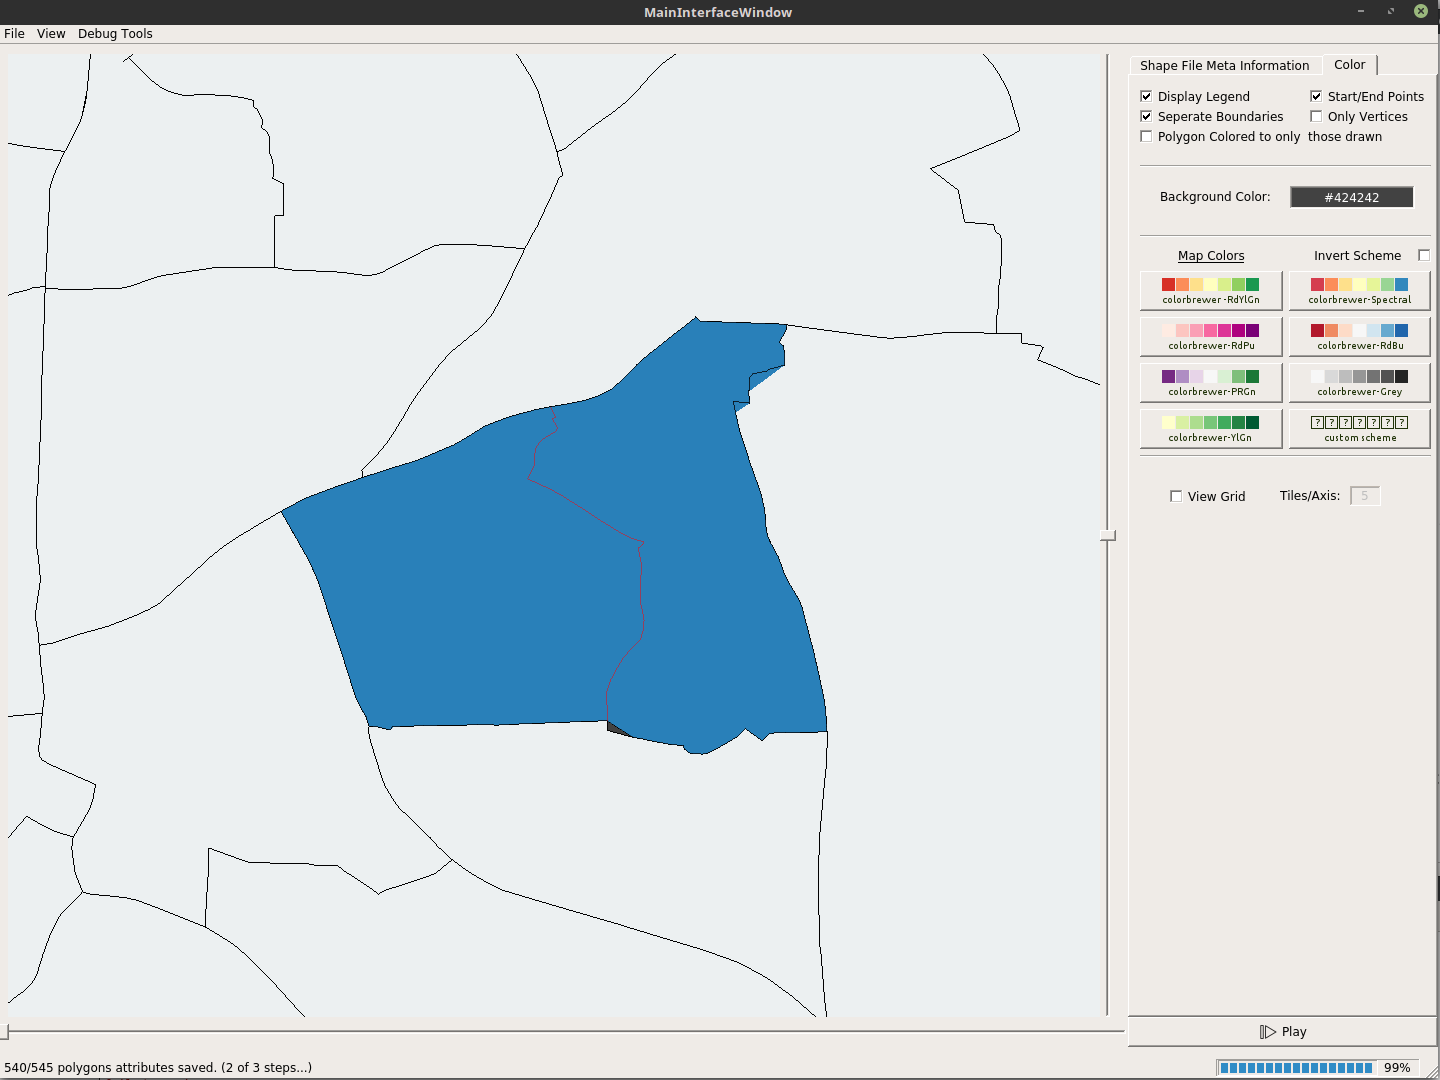 MainInterfaceWindow
File View Debug Tools
Shape File Meta Information Color
Display Legend Start/End Points
Seperate Boundaries Only Vertices
Polygon Colored to only those drawn
Background Color: #424242
Map Colors Invert Scheme
colorbrewer-RdYlGn colorbrewer-Spectral
colorbrewer-RdPu colorbrewer-RdBu
colorbrewer-PRGn colorbrewer-Grey
? ? ? ? ? ? ?
colorbrewer-YlGn custom scheme
View Grid Tiles/Axis: 5
Play
540/545 polygons attributes saved. (2 of 3 steps...) 99%